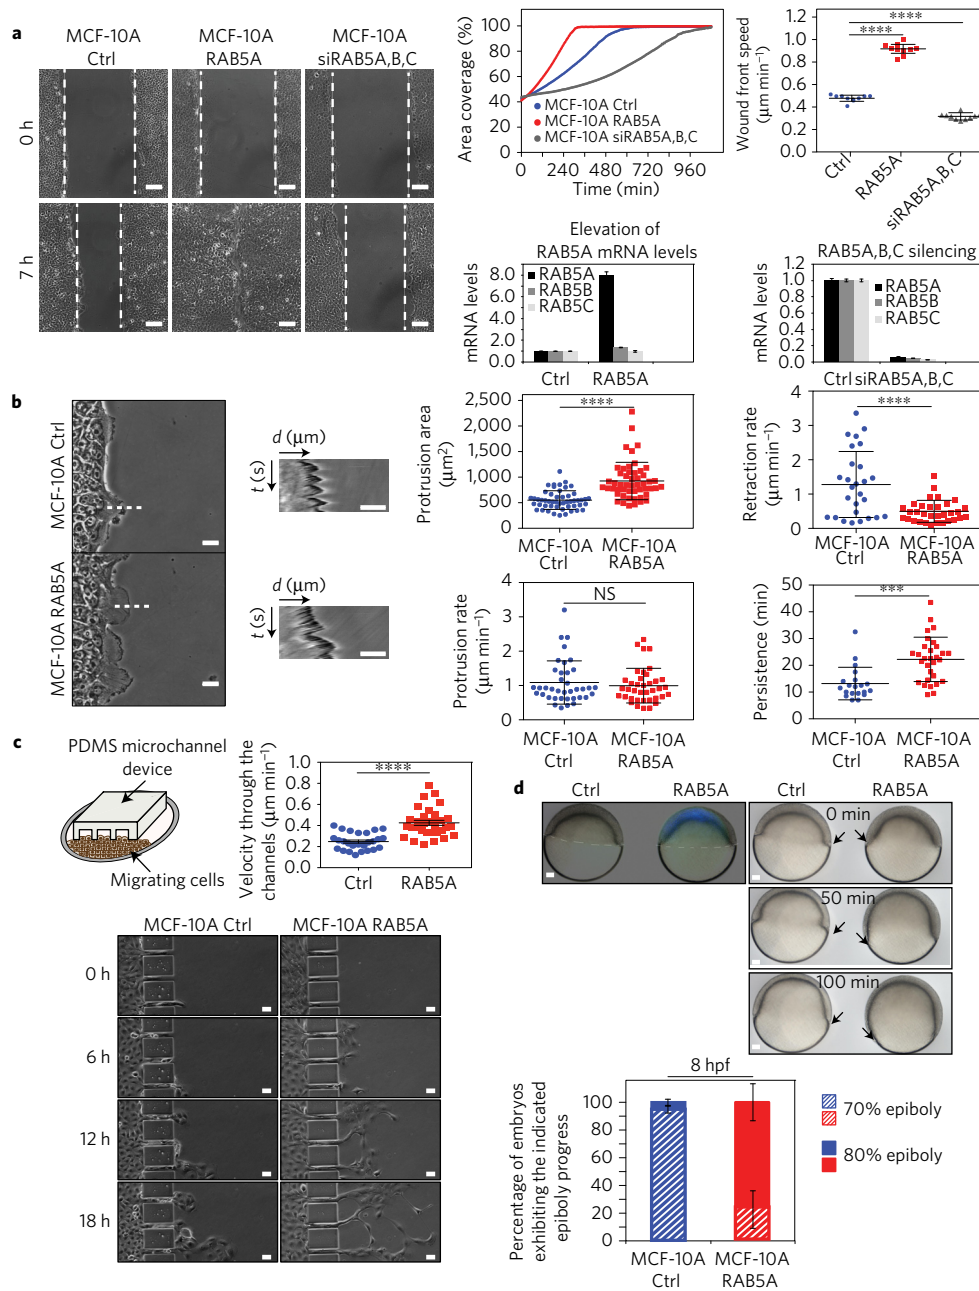 a
MCF-10A
Ctrl
MCF-10A
RAB5A
MCF-10A
siRAB5A,B,C
0 h
7 h
Area coverage (%)
100
80
60
40
20
0
MCF-10A Ctrl
MCF-10A RAB5A
MCF-10A siRAB5A,B,C
0
240
480
720
960
Time (min)
Wound front speed
(µm min⁻¹)
1.2
1.0
0.8
0.6
0.4
0.2
0.0
****
****
Ctrl
RAB5A
siRAB5A,B,C
Elevation of
RAB5A mRNA levels
mRNA levels
8.0
6.0
4.0
2.0
0.0
RAB5A
RAB5B
RAB5C
Ctrl
RAB5A
RAB5A,B,C silencing
mRNA levels
1.2
1.0
0.8
0.6
0.4
0.2
0.0
RAB5A
RAB5B
RAB5C
Ctrl siRAB5A,B,C
b
MCF-10A Ctrl
MCF-10A RAB5A
d (µm)
t (s)
d (µm)
t (s)
Protrusion area
(µm²)
2,500
2,000
1,500
1,000
500
0
****
MCF-10A
Ctrl
MCF-10A
RAB5A
Retraction rate
(µm min⁻¹)
4
3
2
1
0
****
MCF-10A
Ctrl
MCF-10A
RAB5A
Protrusion rate
(µm min⁻¹)
4
3
2
1
0
NS
MCF-10A
Ctrl
MCF-10A
RAB5A
Persistence (min)
50
40
30
20
10
0
***
MCF-10A
Ctrl
MCF-10A
RAB5A
c
PDMS microchannel
device
Migrating cells
Velocity through the
channels (µm min⁻¹)
1.0
0.8
0.6
0.4
0.2
0.0
****
Ctrl
RAB5A
MCF-10A Ctrl
MCF-10A RAB5A
0 h
6 h
12 h
18 h
d
Ctrl
RAB5A
Ctrl
RAB5A
0 min
50 min
100 min
8 hpf
Percentage of embryos
exhibiting the indicated
epiboly progress
100
80
60
40
20
0
MCF-10A
Ctrl
MCF-10A
RAB5A
70% epiboly
80% epiboly